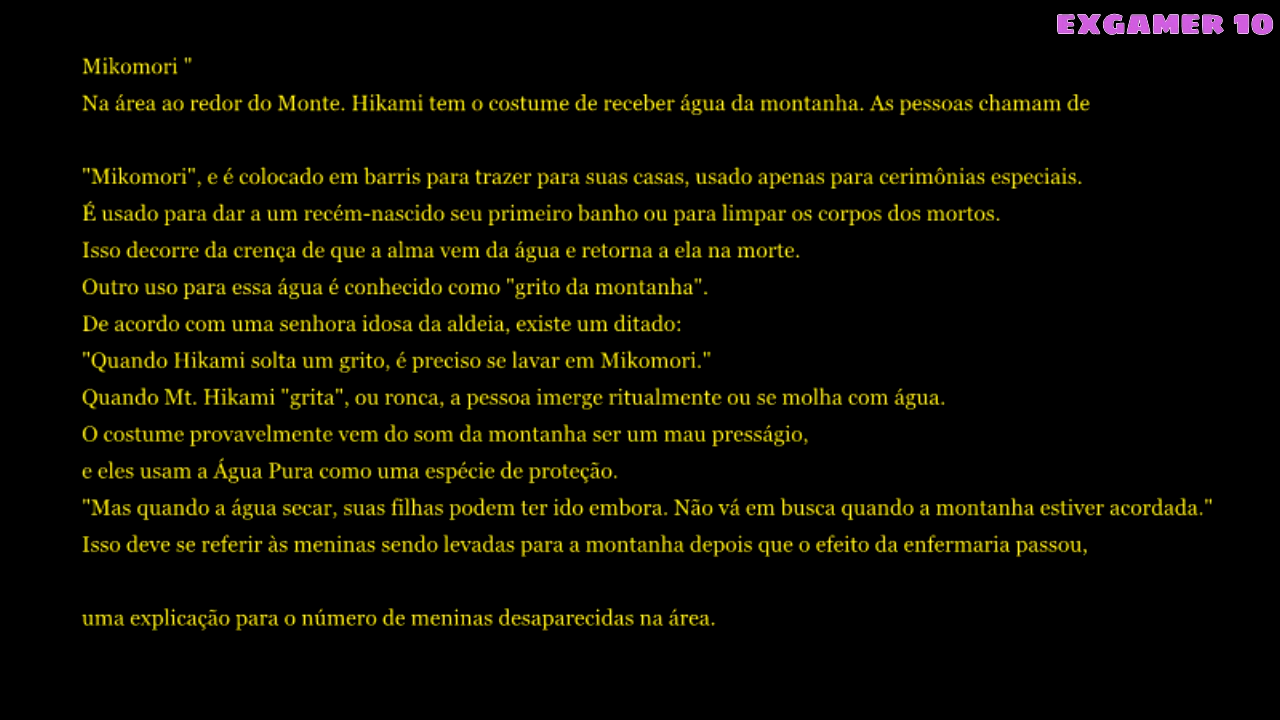 EXGAMER 10
Mikomori "
Na área ao redor do Monte. Hikami tem o costume de receber água da montanha. As pessoas chamam de
"Mikomori", e é colocado em barris para trazer para suas casas, usado apenas para cerimônias especiais.
É usado para dar a um recém-nascido seu primeiro banho ou para limpar os corpos dos mortos.
Isso decorre da crença de que a alma vem da água e retorna a ela na morte.
Outro uso para essa água é conhecido como "grito da montanha".
De acordo com uma senhora idosa da aldeia, existe um ditado:
"Quando Hikami solta um grito, é preciso se lavar em Mikomori."
Quando Mt. Hikami "grita", ou ronca, a pessoa imerge ritualmente ou se molha com água.
O costume provavelmente vem do som da montanha ser um mau presságio,
e eles usam a Água Pura como uma espécie de proteção.
"Mas quando a água secar, suas filhas podem ter ido embora. Não vá em busca quando a montanha estiver acordada."
Isso deve se referir às meninas sendo levadas para a montanha depois que o efeito da enfermaria passou,
uma explicação para o número de meninas desaparecidas na área.